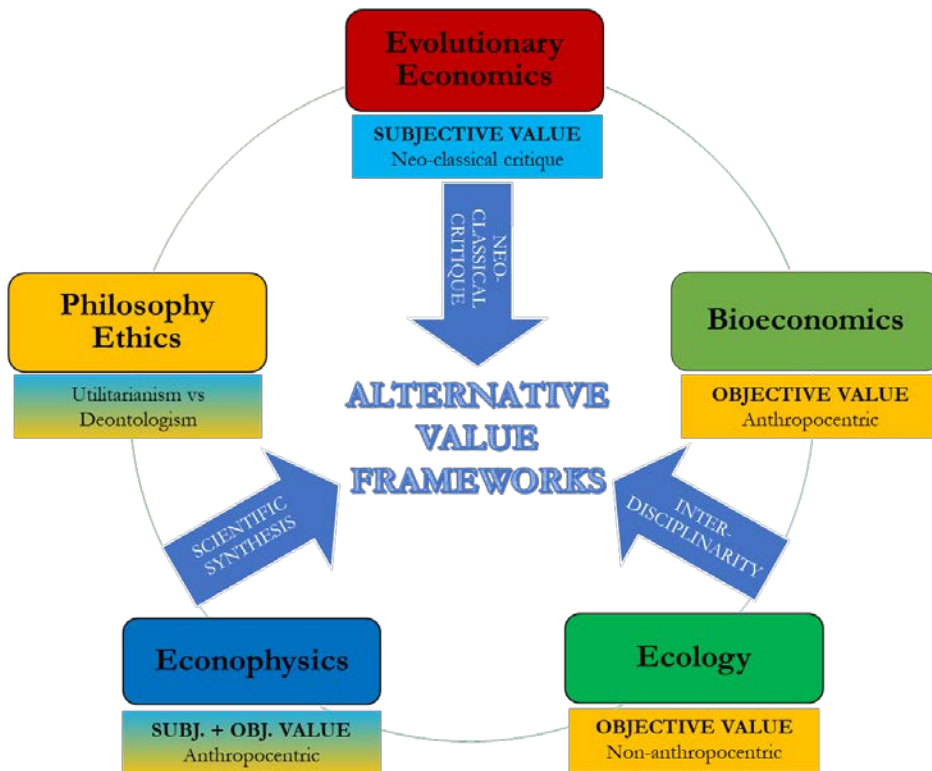 Evolutionary
Economics
SUBJECTIVE VALUE
Neo-classical critique
NEO-
CLASSICAL
CRITIQUE
Philosophy
Ethics
Utilitarianism vs
Deontologism
Bioeconomics
OBJECTIVE VALUE
Anthropocentric
ALTERNATIVE
VALUE
FRAMEWORKS
SCIENTIFIC
SYNTHESIS
INTER-
DISCIPLINARITY
Econophysics
SUBJ. + OBJ. VALUE
Anthropocentric
Ecology
OBJECTIVE VALUE
Non-anthropocentric